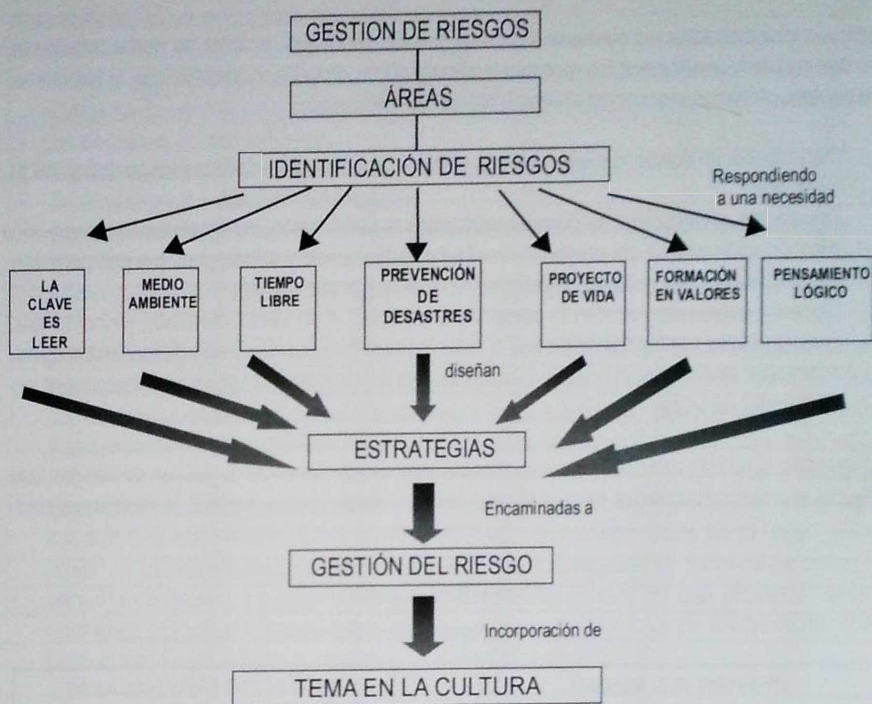 GESTION DE RIESGOS
ÁREAS
IDENTIFICACIÓN DE RIESGOS
Respondiendo
a una necesidad
LA
CLAVE
ES
LEER
MEDIO
AMBIENTE
TIEMPO
LIBRE
PREVENCIÓN
DE
DESASTRES
PROYECTO
DE VIDA
FORMACIÓN
EN VALORES
PENSAMIENTO
LÓGICO
diseñan
ESTRATEGIAS
Encaminadas a
GESTIÓN DEL RIESGO
Incorporación de
TEMA EN LA CULTURA